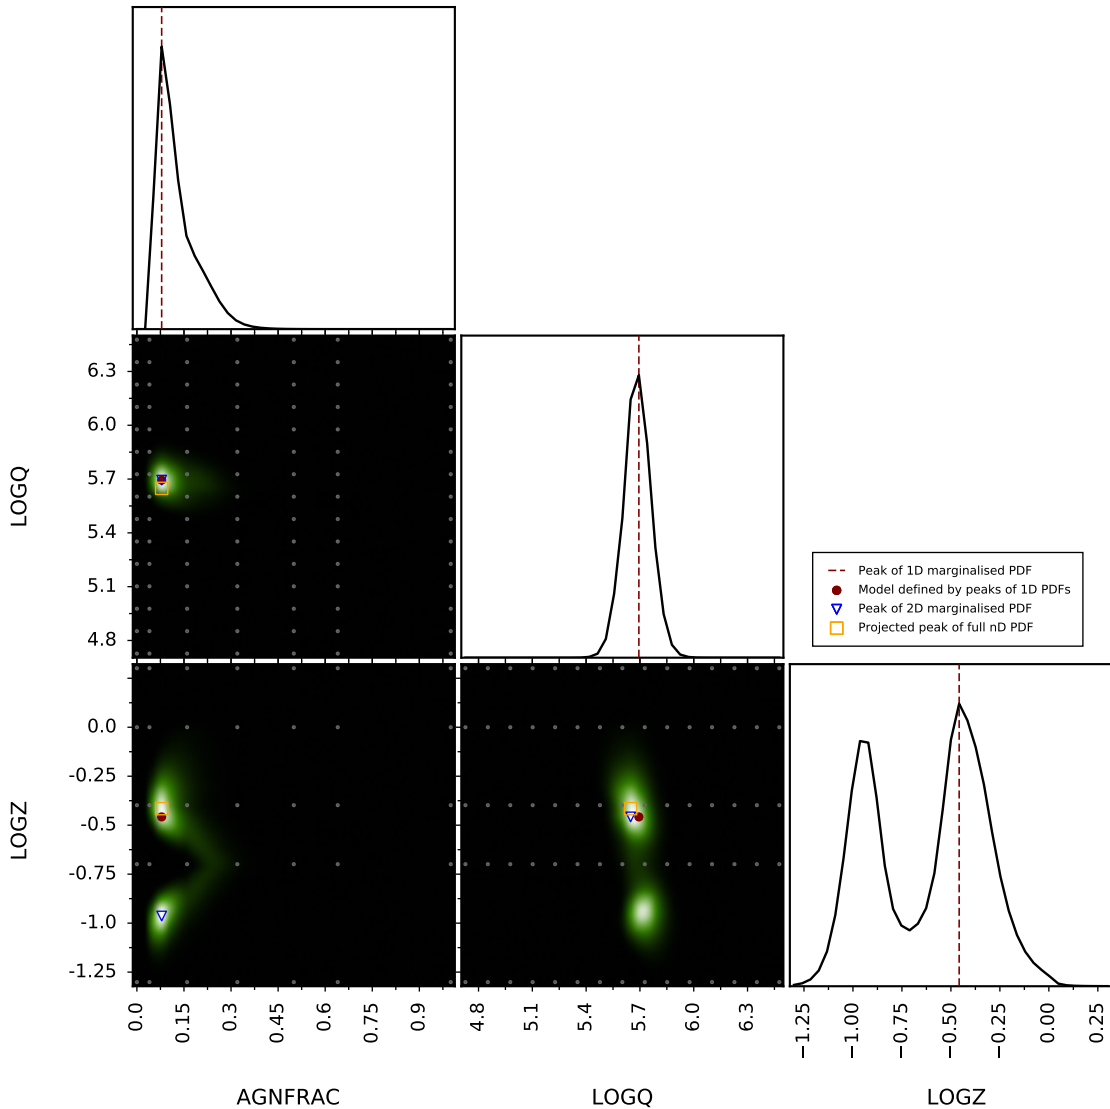 LOGQ
6.3
6.0
5.7
5.4
5.1
4.8
Peak of 1D marginalised PDF
Model defined by peaks of 1D PDFs
Peak of 2D marginalised PDF
Projected peak of full nD PDF
LOGZ
0.0
-0.25
-0.5
-0.75
-1.0
-1.25
0.0 0.15 0.3 0.45 0.6 0.75 0.9
4.8 5.1 5.4 5.7 6.0 6.3
−1.25 −1.00 −0.75 −0.50 −0.25 0.00 0.25
AGNFRAC LOGQ LOGZ